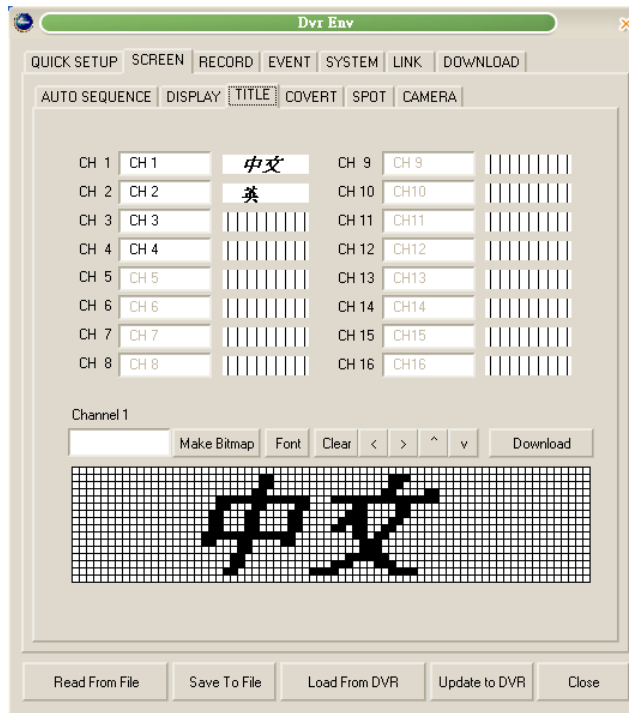 Dvr Env
QUICK SETUP SCREEN RECORD EVENT SYSTEM LINK DOWNLOAD
AUTO SEQUENCE DISPLAY TITLE COVERT SPOT CAMERA
CH 1 CH 1 中文 CH 9 CH 9
CH 2 CH 2 英 CH 10 CH10
CH 3 CH 3 CH 11 CH11
CH 4 CH 4 CH 12 CH12
CH 5 CH 5 CH 13 CH13
CH 6 CH 6 CH 14 CH14
CH 7 CH 7 CH 15 CH15
CH 8 CH 8 CH 16 CH16
Channel 1
Make Bitmap Font Clear < > ^ v Download
中文
Read From File Save To File Load From DVR Update to DVR Close